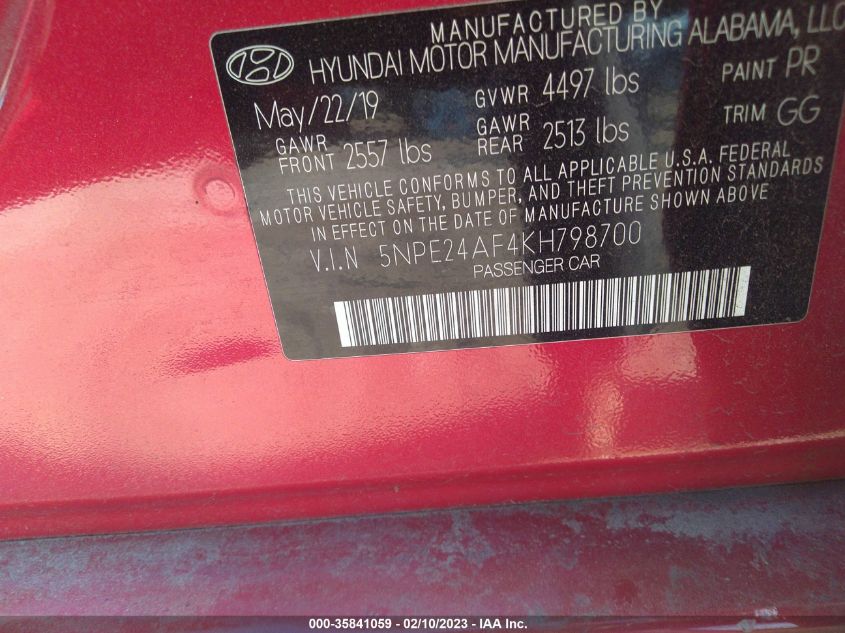 MANUFACTURED BY
HYUNDAI MOTOR MANUFACTURING ALABAMA, LLC
May/22/19 GVWR 4497 lbs PAINT PR
GAWR FRONT 2557 lbs GAWR REAR 2513 lbs TRIM GG
THIS VEHICLE CONFORMS TO ALL APPLICABLE U.S.A. FEDERAL
MOTOR VEHICLE SAFETY, BUMPER, AND THEFT PREVENTION STANDARDS
IN EFFECT ON THE DATE OF MANUFACTURE SHOWN ABOVE
V.I.N 5NPE24AF4KH798700
PASSENGER CAR
000-35841059 - 02/10/2023 - IAA Inc.